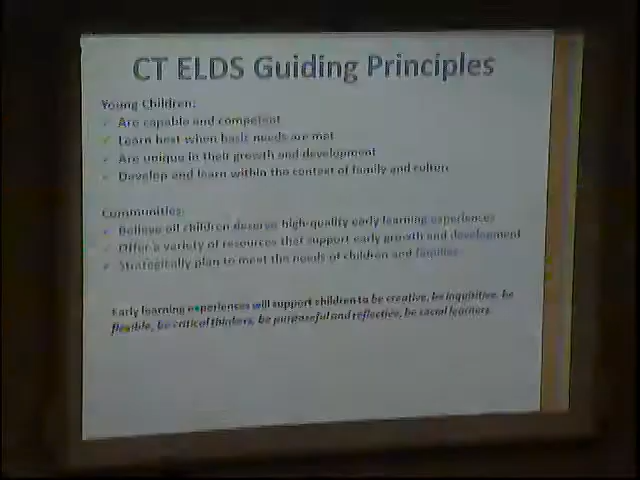 CT ELDS Guiding Principles
Young Children:
Are capable and competent
Learn best when basic needs are met
Are unique in their growth and development
Develop and learn within the context of family and culture
Communities:
Believe all children deserve high-quality early learning experiences
Offer a variety of resources that support early growth and development
Strategically plan to meet the needs of children and families
Early learning experiences will support children to be creative, be inquisitive, be
flexible, be critical thinkers, be purposeful and reflective, be social learners.